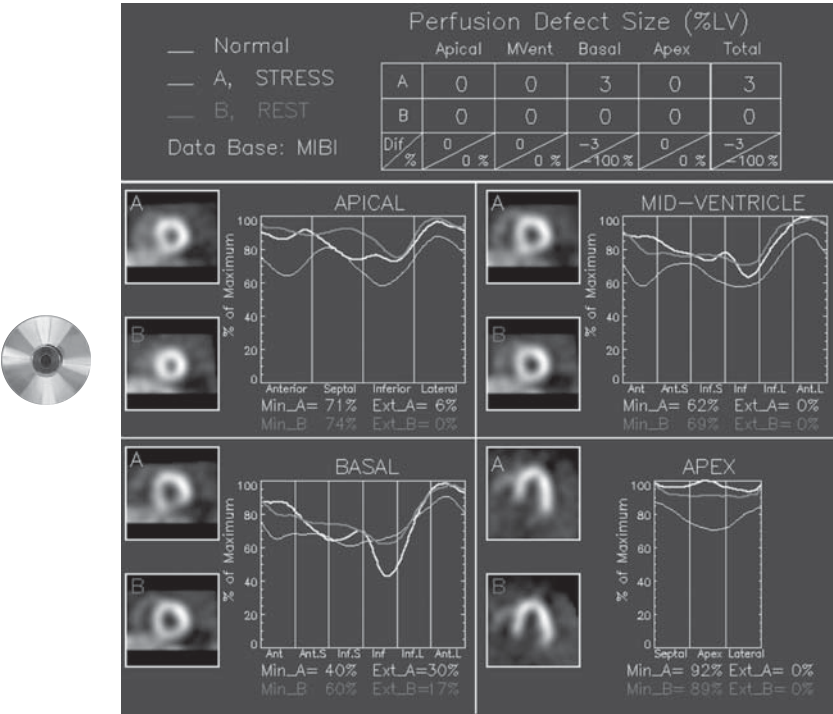 Perfusion Defect Size (%LV)
Normal
A, STRESS
B, REST
Data Base: MIBI
Apical MVent Basal Apex Total
A 0 0 3 0 3
B 0 0 0 0 0
Dif % 0 0 % 0 0 % -3 -100 % 0 0 % -3 -100 %
A
B
APICAL
% of Maximum
100
80
60
40
20
0
Anterior Septal Inferior Lateral
Min_A= 71% Ext_A= 6%
Min_B 74% Ext_B= 0%
A
B
MID-VENTRICLE
% of Maximum
100
80
60
40
20
0
Ant Ant.S Inf.S Inf Inf.L Ant.L
Min_A= 62% Ext_A= 0%
Min_B 69% Ext_B= 0%
A
B
BASAL
% of Maximum
100
80
60
40
20
0
Ant Ant.S Inf.S Inf Inf.L Ant.L
Min_A= 40% Ext_A=30%
Min_B 60% Ext_B=17%
A
B
APEX
% of Maximum
100
80
60
40
20
0
Septal Apex Lateral
Min_A= 92% Ext_A= 0%
Min_B= 89% Ext_B= 0%